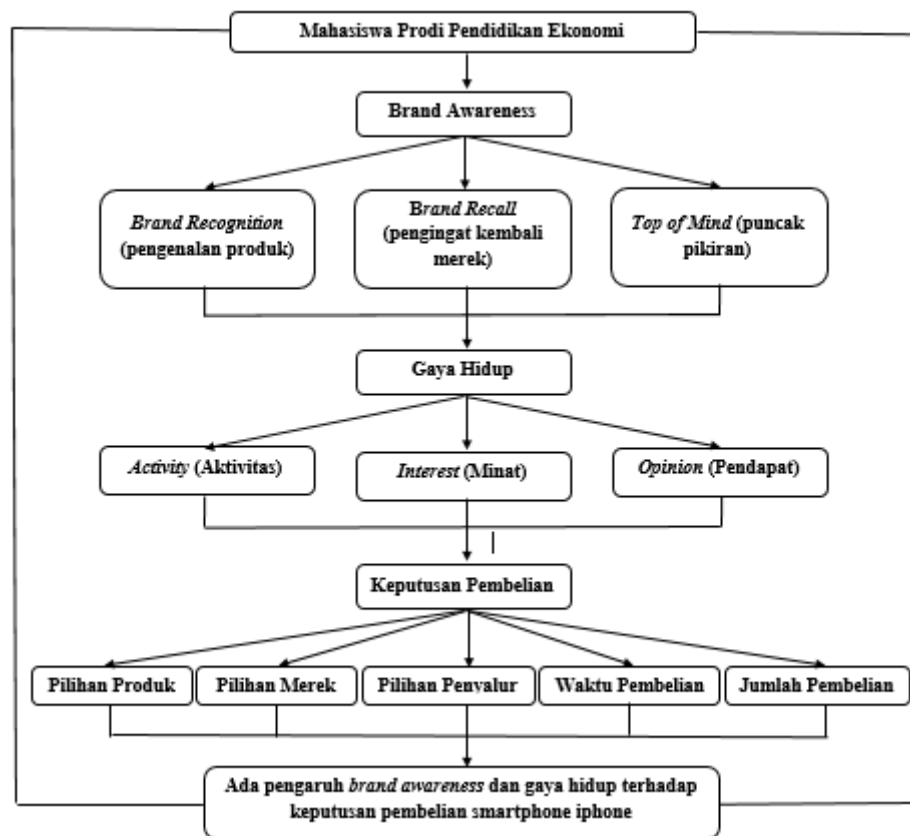 Mahasiswa Prodi Pendidikan Ekonomi
Brand Awareness
Brand Recognition
(pengenalan produk)
Brand Recall
(pengingat kembali
merek)
Top of Mind (puncak
pikiran)
Gaya Hidup
Activity (Aktivitas)
Interest (Minat)
Opinion (Pendapat)
Keputusan Pembelian
Pilihan Produk
Pilihan Merek
Pilihan Penyalur
Waktu Pembelian
Jumlah Pembelian
Ada pengaruh brand awareness dan gaya hidup terhadap
keputusan pembelian smartphone iphone